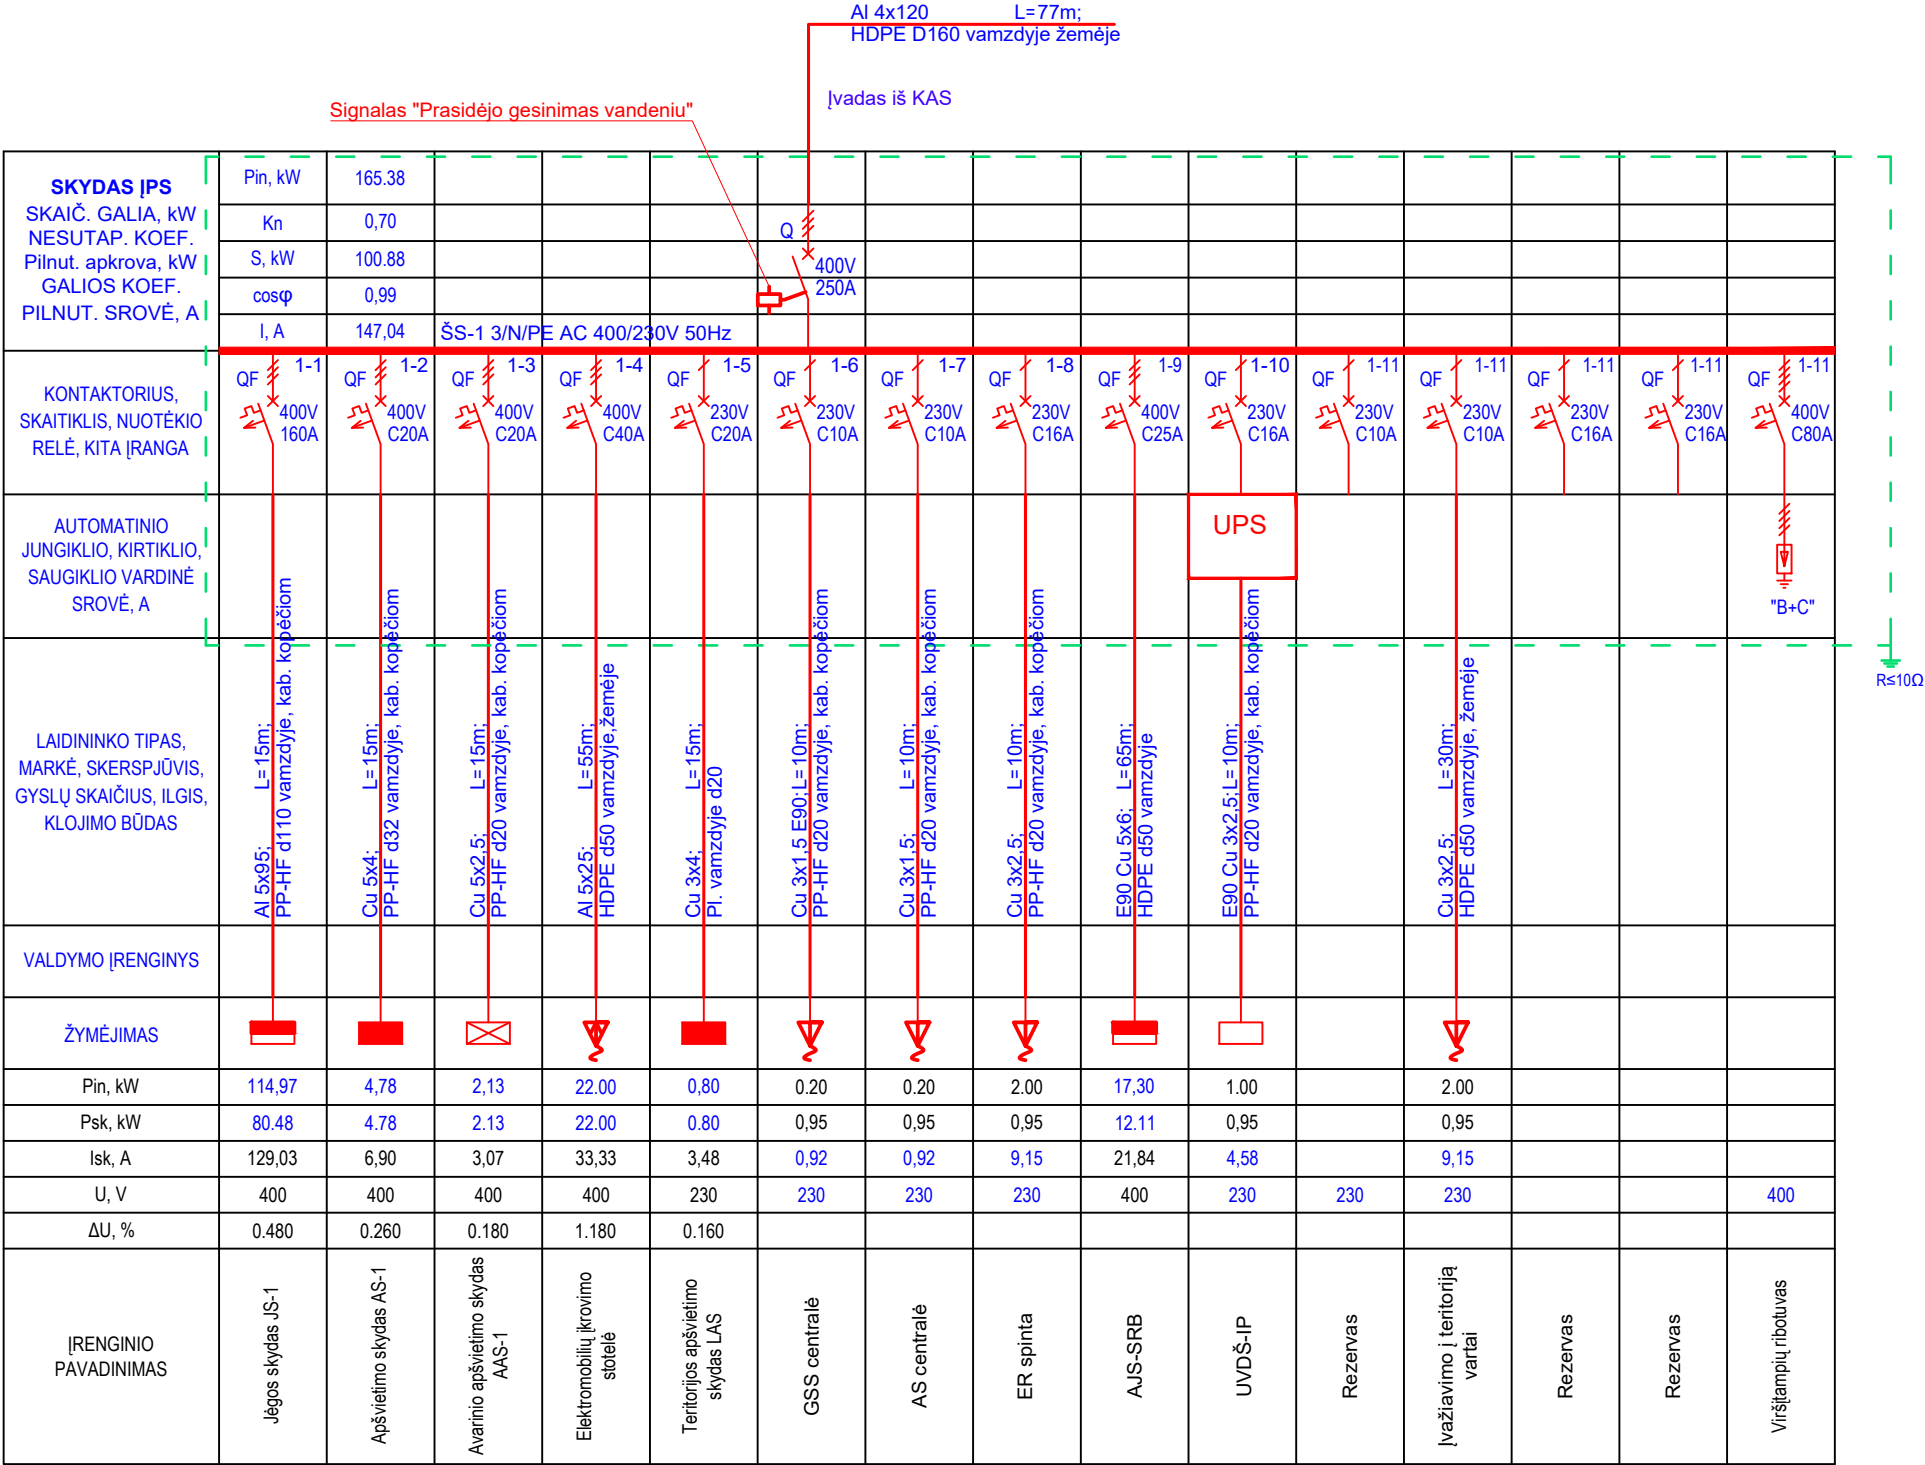 Al 4x120 L=77m;
HDPE D160 vamzdyje žemėje
Įvadas iš KAS
Signalas "Prasidėjo gesinimas vandeniu"
SKYDAS ĮPS
SKAIČ. GALIA, kW
NESUTAP. KOEF.
Pilnut. apkrova, kW
GALIOS KOEF.
PILNUT. SROVĖ, A
Pin, kW 165.38
Kn 0,70
S, kW 100.88
cosφ 0,99
I, A 147,04
Q
400V
250A
ŠS-1 3/N/PE AC 400/230V 50Hz
KONTAKTORIUS,
SKAITIKLIS, NUOTĖKIO
RELĖ, KITA ĮRANGA
1-1 1-2 1-3 1-4 1-5 1-6 1-7 1-8 1-9 1-10 1-11 1-11 1-11 1-11 1-11
QF QF QF QF QF QF QF QF QF QF QF QF QF QF QF
400V 400V 400V 400V 230V 230V 230V 230V 400V 230V 230V 230V 230V 230V 400V
160A C20A C20A C40A C20A C10A C10A C16A C25A C16A C10A C10A C16A C16A C80A
AUTOMATINIO
JUNGIKLIO, KIRTIKLIO,
SAUGIKLIO VARDINĖ
SROVĖ, A
UPS
"B+C"
R≤10Ω
LAIDININKO TIPAS,
MARKĖ, SKERSPJŪVIS,
GYSLŲ SKAIČIUS, ILGIS,
KLOJIMO BŪDAS
Al 5x95; L=15m;
PP-HF d110 vamzdyje, kab. kopėčiom
Cu 5x4; L=15m;
PP-HF d32 vamzdyje, kab. kopėčiom
Cu 5x2,5; L=15m;
PP-HF d20 vamzdyje, kab. kopėčiom
Al 5x25; L=55m;
HDPE d50 vamzdyje,žemėje
Cu 3x4; L=15m;
Pl. vamzdyje d20
Cu 3x1,5 E90;L=10m;
PP-HF d20 vamzdyje, kab. kopėčiom
Cu 3x1,5; L=10m;
PP-HF d20 vamzdyje, kab. kopėčiom
Cu 3x2,5; L=10m;
PP-HF d20 vamzdyje, kab. kopėčiom
E90 Cu 5x6; L=65m;
HDPE d50 vamzdyje
E90 Cu 3x2,5;L=10m;
PP-HF d20 vamzdyje, kab. kopėčiom
Cu 3x2,5; L=30m;
HDPE d50 vamzdyje, žemėje
VALDYMO ĮRENGINYS
ŽYMĖJIMAS
Pin, kW 114,97 4,78 2,13 22.00 0,80 0.20 0.20 2.00 17,30 1.00 2.00
Psk, kW 80.48 4.78 2.13 22.00 0.80 0,95 0,95 0,95 12.11 0,95 0,95
Isk, A 129,03 6,90 3,07 33,33 3,48 0,92 0,92 9,15 21,84 4,58 9,15
U, V 400 400 400 400 230 230 230 230 400 230 230 230 400
ΔU, % 0.480 0.260 0.180 1.180 0.160
ĮRENGINIO
PAVADINIMAS
Jėgos skydas JS-1
Apšvietimo skydas AS-1
Avarinio apšvietimo skydas
AAS-1
Elektromobilių įkrovimo
stotelė
Teritorijos apšvietimo
skydas LAS
GSS centralė
AS centralė
ER spinta
AJS-SRB
UVDŠ-IP
Rezervas
Įvažiavimo į teritoriją
vartai
Rezervas
Rezervas
Viršįtampių ribotuvas